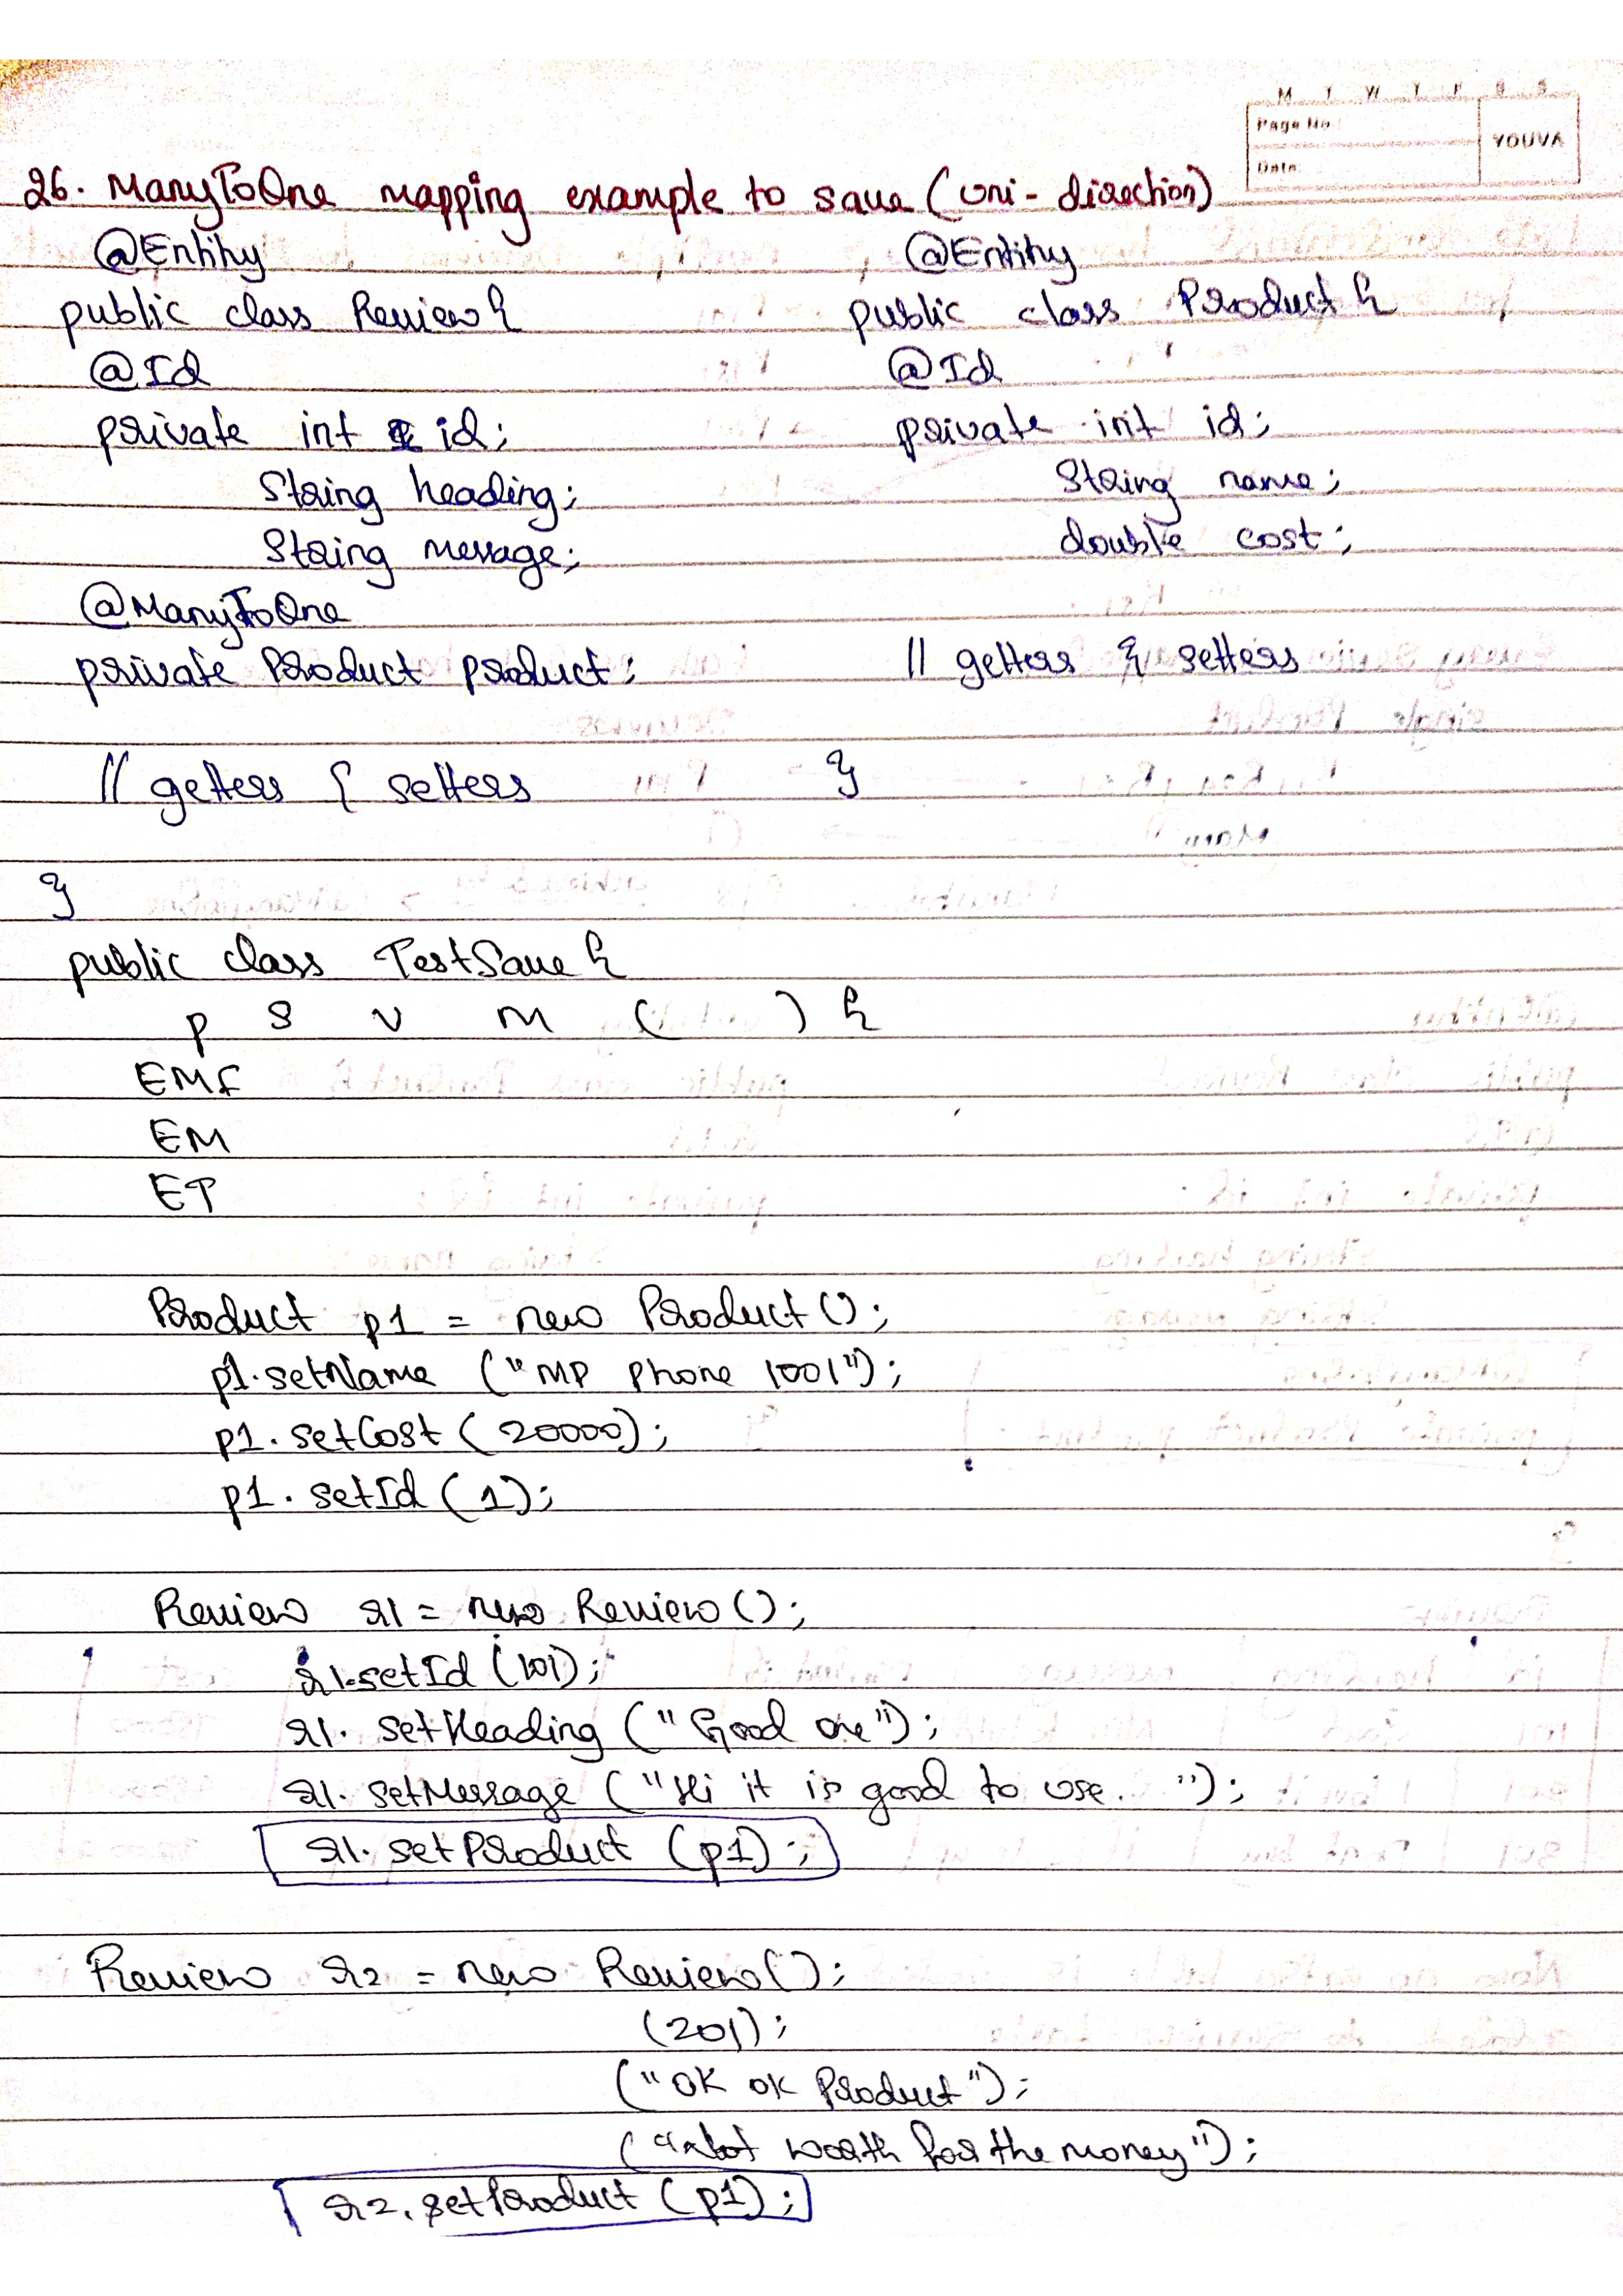 M T W T F S S
Page No.:
Date:
YOUVA
26. ManyToOne mapping example to save (uni-direction)
@Entity
public class Review {
@Id
private int id;
String heading;
String message;
@ManyToOne
private Product product;
// getters & setters
}
@Entity
public class Product {
@Id
private int id;
String name;
double cost;
// getters & setters
}
public class TestSave {
p s v m ( ) {
EMF
EM
ET
Product p1 = new Product();
p1.setName ("MP phone 1001");
p1.setCost (20000);
p1.setId (1);
Review r1 = new Review();
r1.setId (101);
r1.setHeading ("Good one");
r1.setMessage ("Hi it is good to use. ");
r1.setProduct (p1);
Review r2 = new Review();
(201);
("OK OK Product");
("not worth for the money");
r2.setProduct (p1);